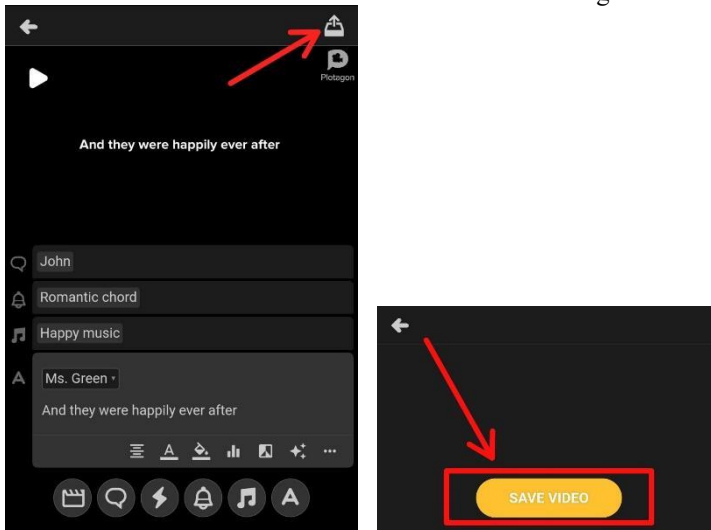 Plotagon
And they were happily ever after
John
Romantic chord
Happy music
A
Ms. Green
And they were happily ever after
A
A
SAVE VIDEO